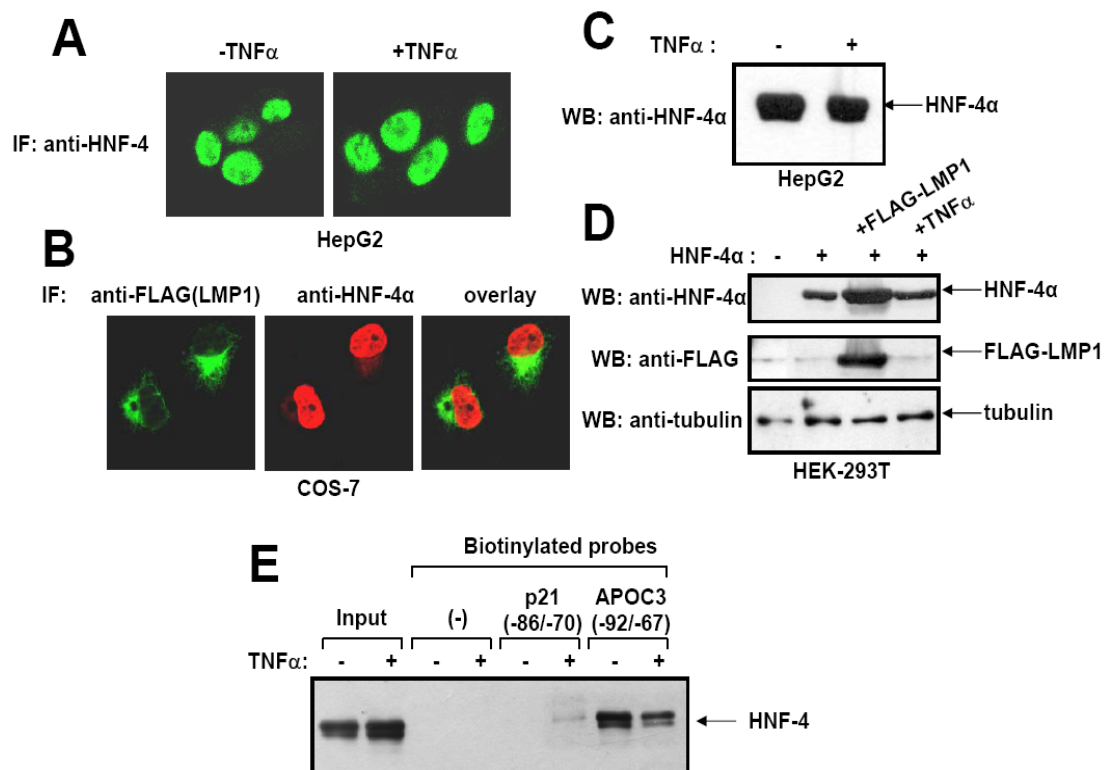 A
-TNFα +TNFα
IF: anti-HNF-4
HepG2
B
IF: anti-FLAG(LMP1) anti-HNF-4α overlay
COS-7
C
TNFα : - +
WB: anti-HNF-4α HNF-4α
HepG2
D
+FLAG-LMP1
+TNFα
HNF-4α : - + + +
WB: anti-HNF-4α HNF-4α
WB: anti-FLAG FLAG-LMP1
WB: anti-tubulin tubulin
HEK-293T
E
Biotinylated probes
p21 APOC3
Input (-) (-86/-70) (-92/-67)
TNFα: - + - + - + - +
HNF-4